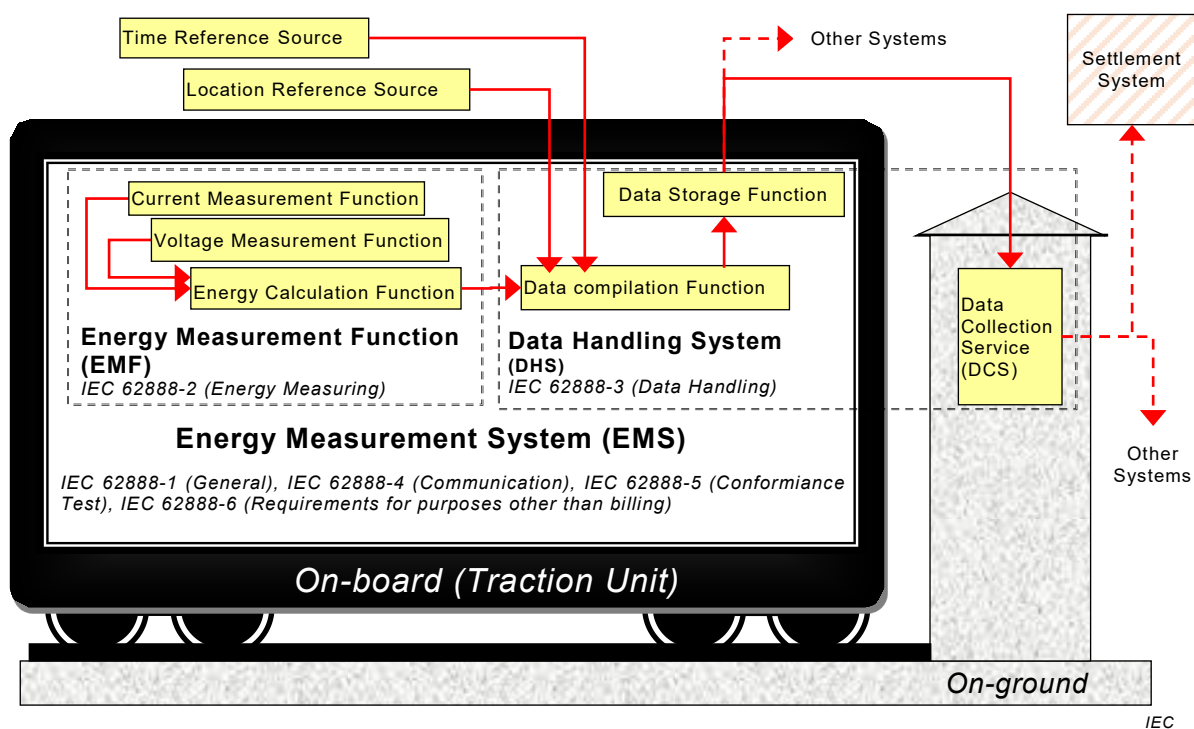 Time Reference Source
Other Systems
Settlement
System
Location Reference Source
Current Measurement Function
Data Storage Function
Voltage Measurement Function
Energy Calculation Function
Data compilation Function
Data
Collection
Service
(DCS)
Energy Measurement Function
(EMF)
IEC 62888-2 (Energy Measuring)
Data Handling System
(DHS)
IEC 62888-3 (Data Handling)
Energy Measurement System (EMS)
Other
Systems
IEC 62888-1 (General), IEC 62888-4 (Communication), IEC 62888-5 (Conformiance
Test), IEC 62888-6 (Requirements for purposes other than billing)
On-board (Traction Unit)
On-ground
IEC